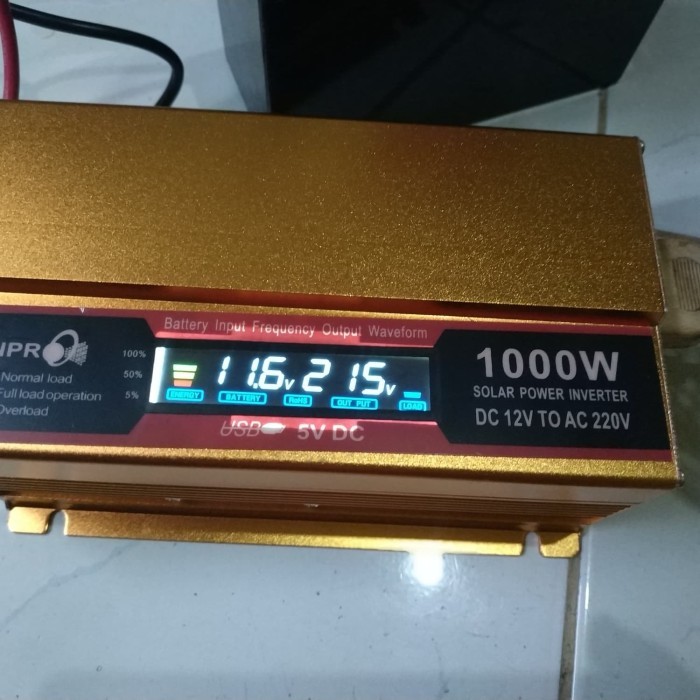 Battery Input Frequency Output Waveform
NPRO
Normal load
Full load operation
Overload
100%
50%
5%
11.6v 215v
ENERGY BATTERY RoHS OUT PUT LOAD
USB 5V DC
1000W
SOLAR POWER INVERTER
DC 12V TO AC 220V